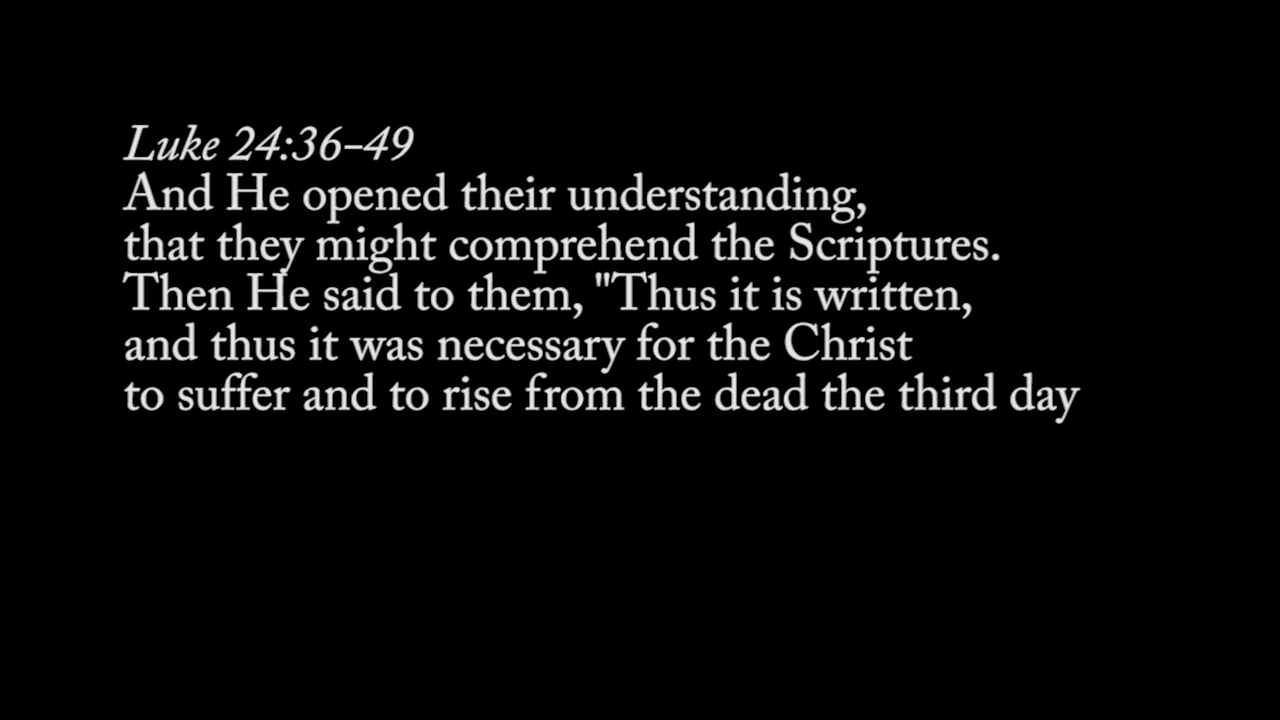 Luke 24:36–49
And He opened their understanding,
that they might comprehend the Scriptures.
Then He said to them, "Thus it is written,
and thus it was necessary for the Christ
to suffer and to rise from the dead the third day